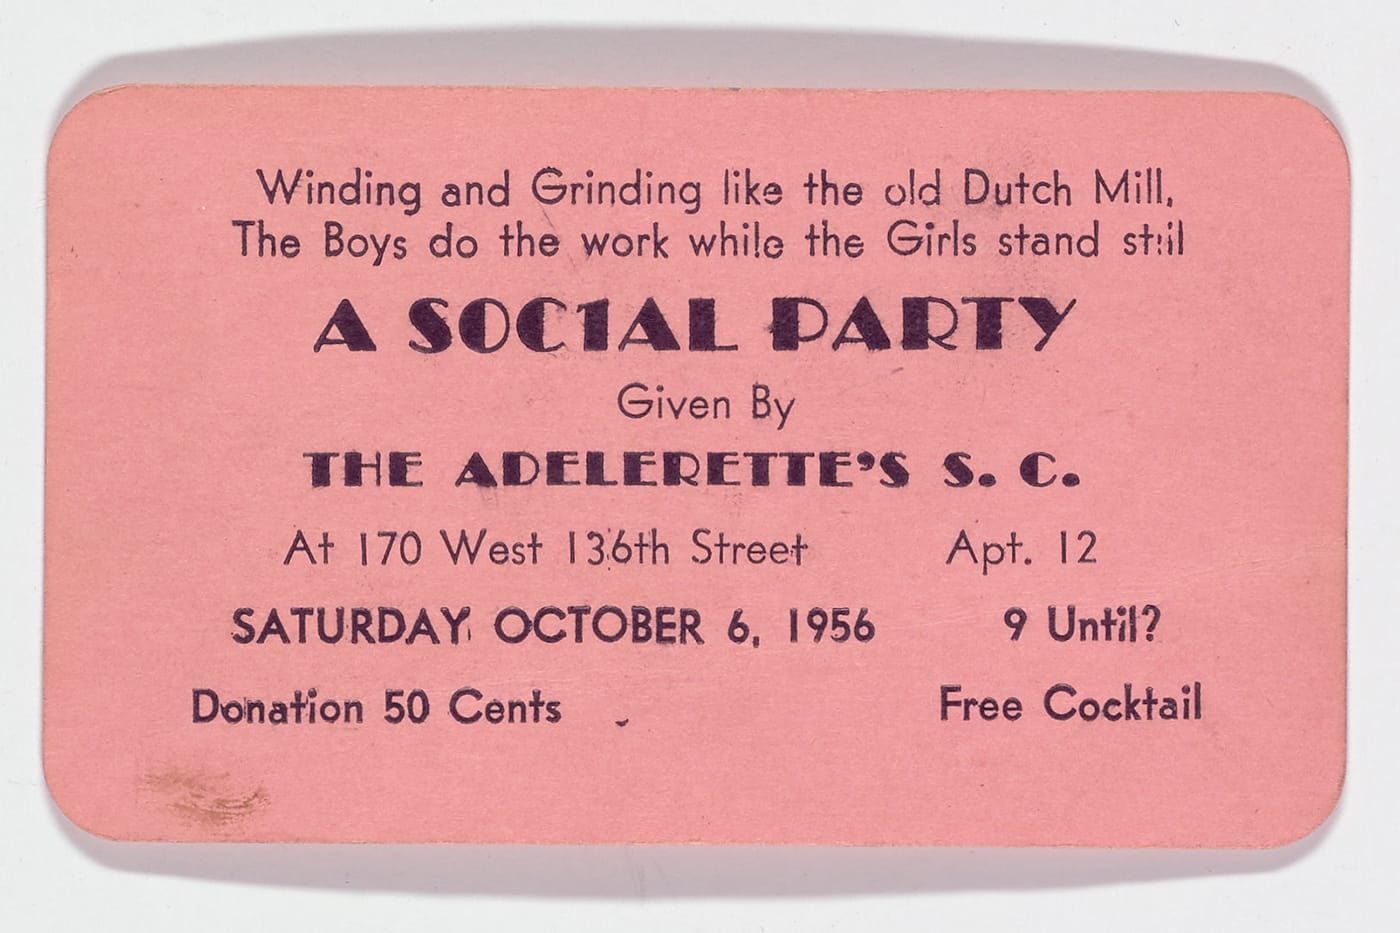 Winding and Grinding like the old Dutch Mill,
The Boys do the work while the Girls stand still
A SOC1AL PARTY
Given By
THE ADELERETTE'S S. C.
At 170 West 136th Street Apt. 12
SATURDAY OCTOBER 6, 1956 9 Until?
Donation 50 Cents Free Cocktail